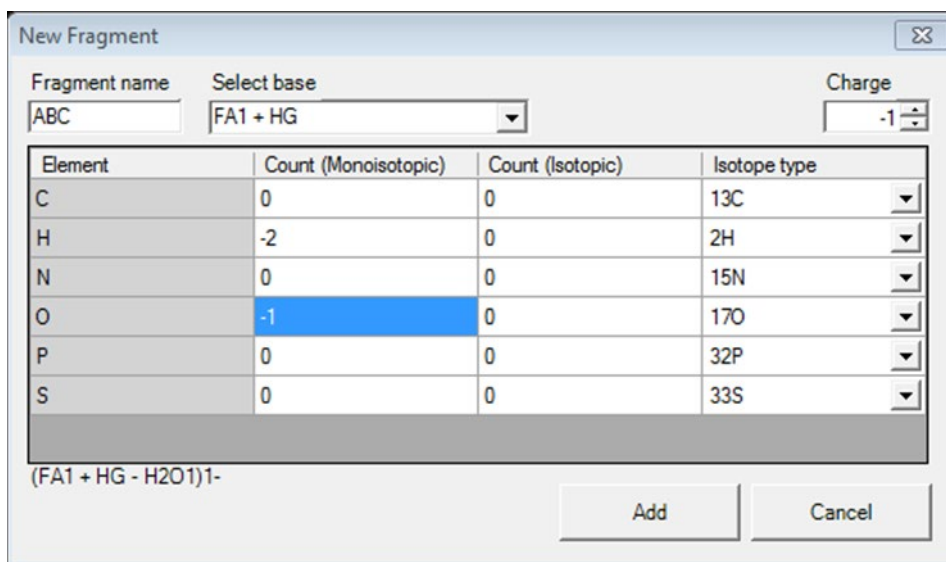 New Fragment
Fragment name Select base Charge
ABC FA1 + HG -1
Element Count (Monoisotopic) Count (Isotopic) Isotope type
C 0 0 13C
H -2 0 2H
N 0 0 15N
O -1 0 17O
P 0 0 32P
S 0 0 33S
(FA1 + HG - H2O1)1-
Add Cancel